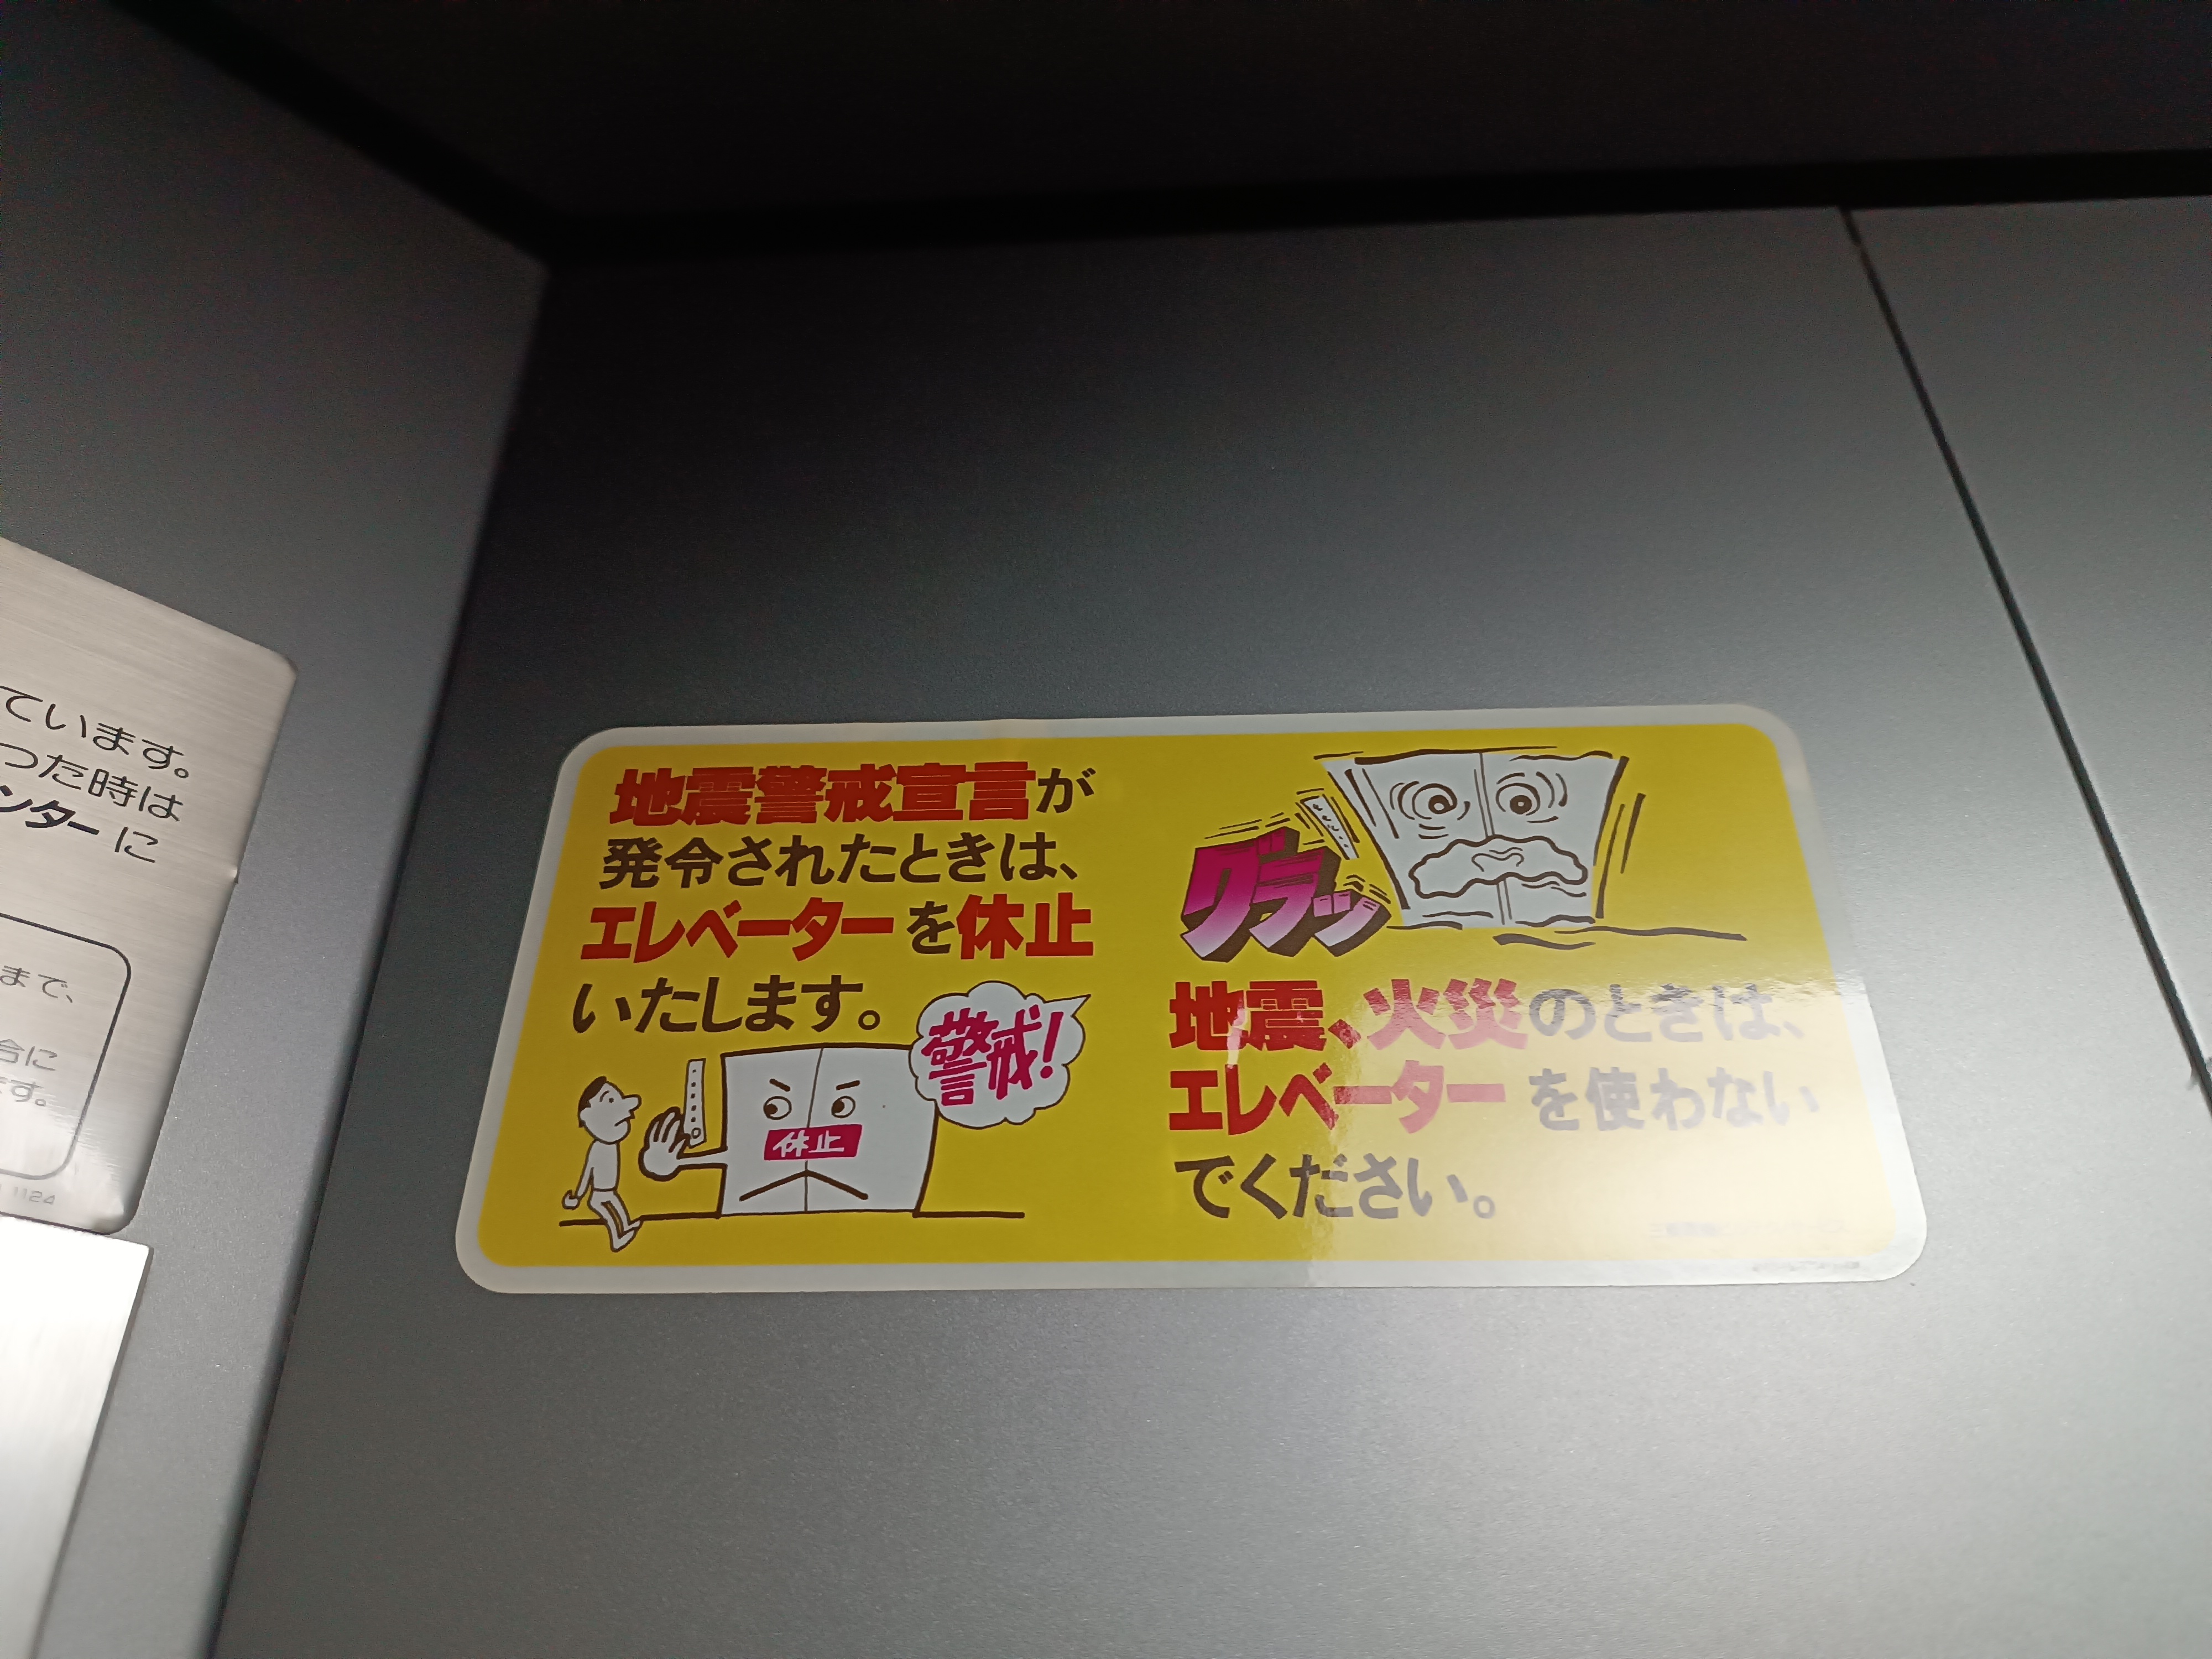 ています。
つた時は
ンターに
まで、
合に
です。
1124
地震警戒宣言が
発令されたときは、
エレベーターを休止
いたします。
警戒!
休止
グラッ
地震、火災のときは、
エレベーターを使わない
でください。